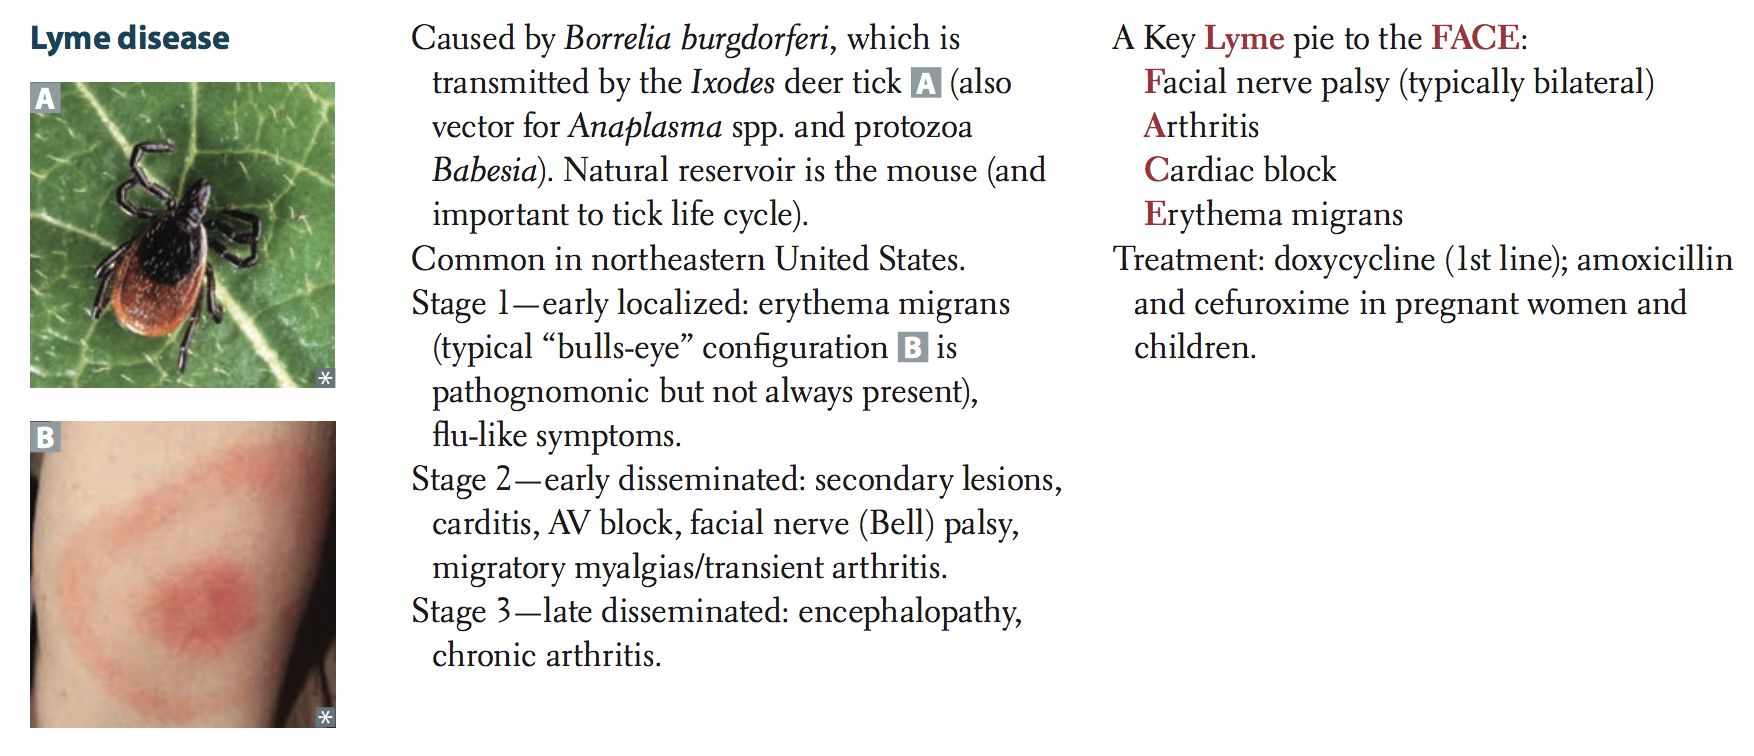 Lyme disease
A
B
Caused by Borrelia burgdorferi, which is
transmitted by the Ixodes deer tick A (also
vector for Anaplasma spp. and protozoa
Babesia). Natural reservoir is the mouse (and
important to tick life cycle).
Common in northeastern United States.
Stage 1—early localized: erythema migrans
(typical “bulls-eye” configuration B is
pathognomonic but not always present),
flu-like symptoms.
Stage 2—early disseminated: secondary lesions,
carditis, AV block, facial nerve (Bell) palsy,
migratory myalgias/transient arthritis.
Stage 3—late disseminated: encephalopathy,
chronic arthritis.
A Key Lyme pie to the FACE:
Facial nerve palsy (typically bilateral)
Arthritis
Cardiac block
Erythema migrans
Treatment: doxycycline (1st line); amoxicillin
and cefuroxime in pregnant women and
children.